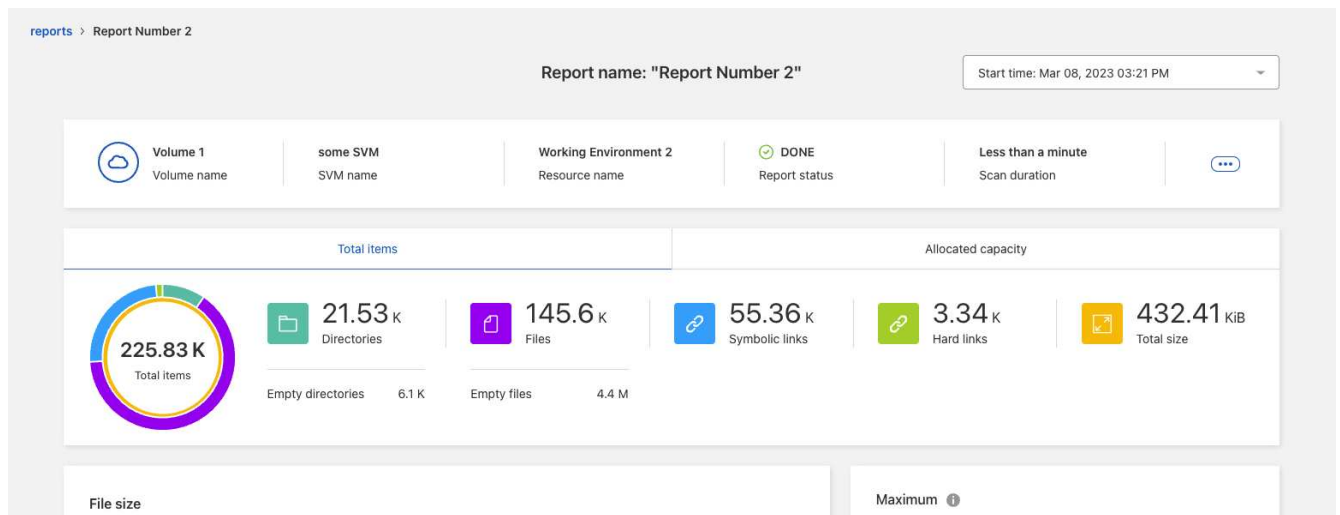 reports > Report Number 2
Report name: "Report Number 2"
Start time: Mar 08, 2023 03:21 PM
Volume 1
Volume name
some SVM
SVM name
Working Environment 2
Resource name
DONE
Report status
Less than a minute
Scan duration
Total items
Allocated capacity
225.83 K
Total items
21.53 K
Directories
Empty directories 6.1 K
145.6 K
Files
Empty files 4.4 M
55.36 K
Symbolic links
3.34 K
Hard links
432.41 KiB
Total size
File size
Maximum